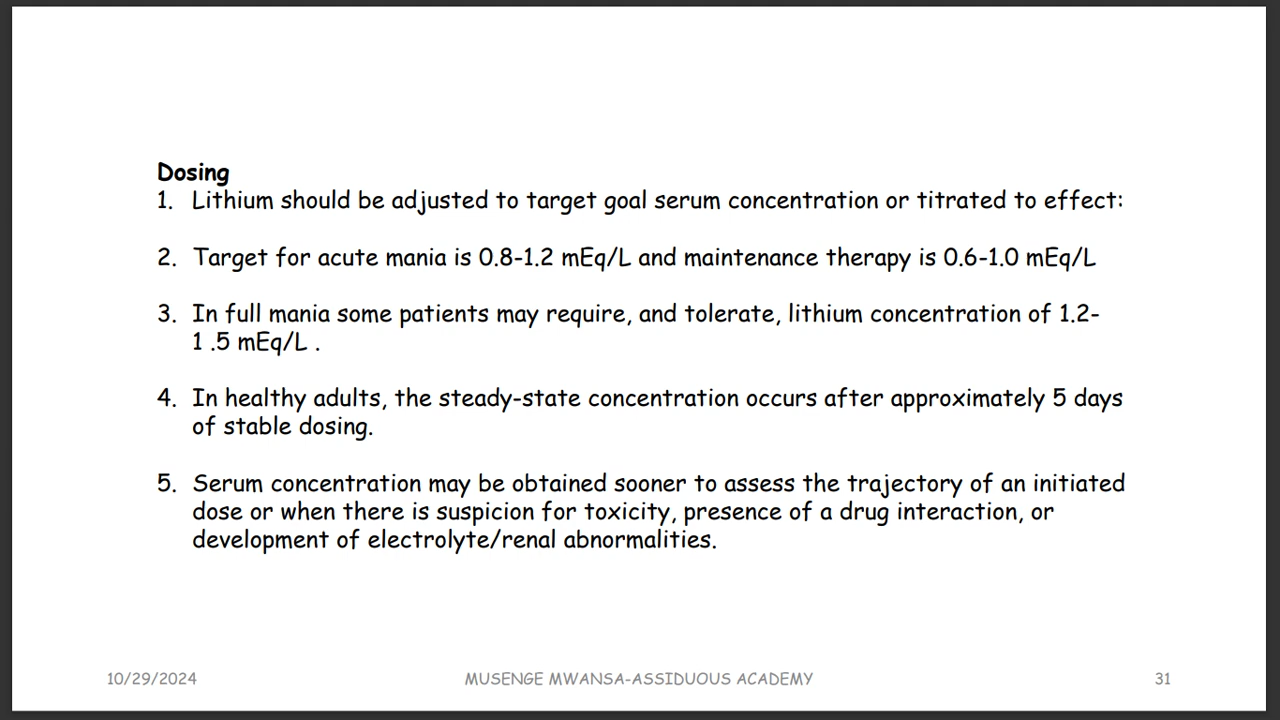 Dosing
1. Lithium should be adjusted to target goal serum concentration or titrated to effect:
2. Target for acute mania is 0.8-1.2 mEq/L and maintenance therapy is 0.6-1.0 mEq/L
3. In full mania some patients may require, and tolerate, lithium concentration of 1.2-
1 .5 mEq/L .
4. In healthy adults, the steady-state concentration occurs after approximately 5 days
of stable dosing.
5. Serum concentration may be obtained sooner to assess the trajectory of an initiated
dose or when there is suspicion for toxicity, presence of a drug interaction, or
development of electrolyte/renal abnormalities.
10/29/2024 MUSENGE MWANSA-ASSIDUOUS ACADEMY 31